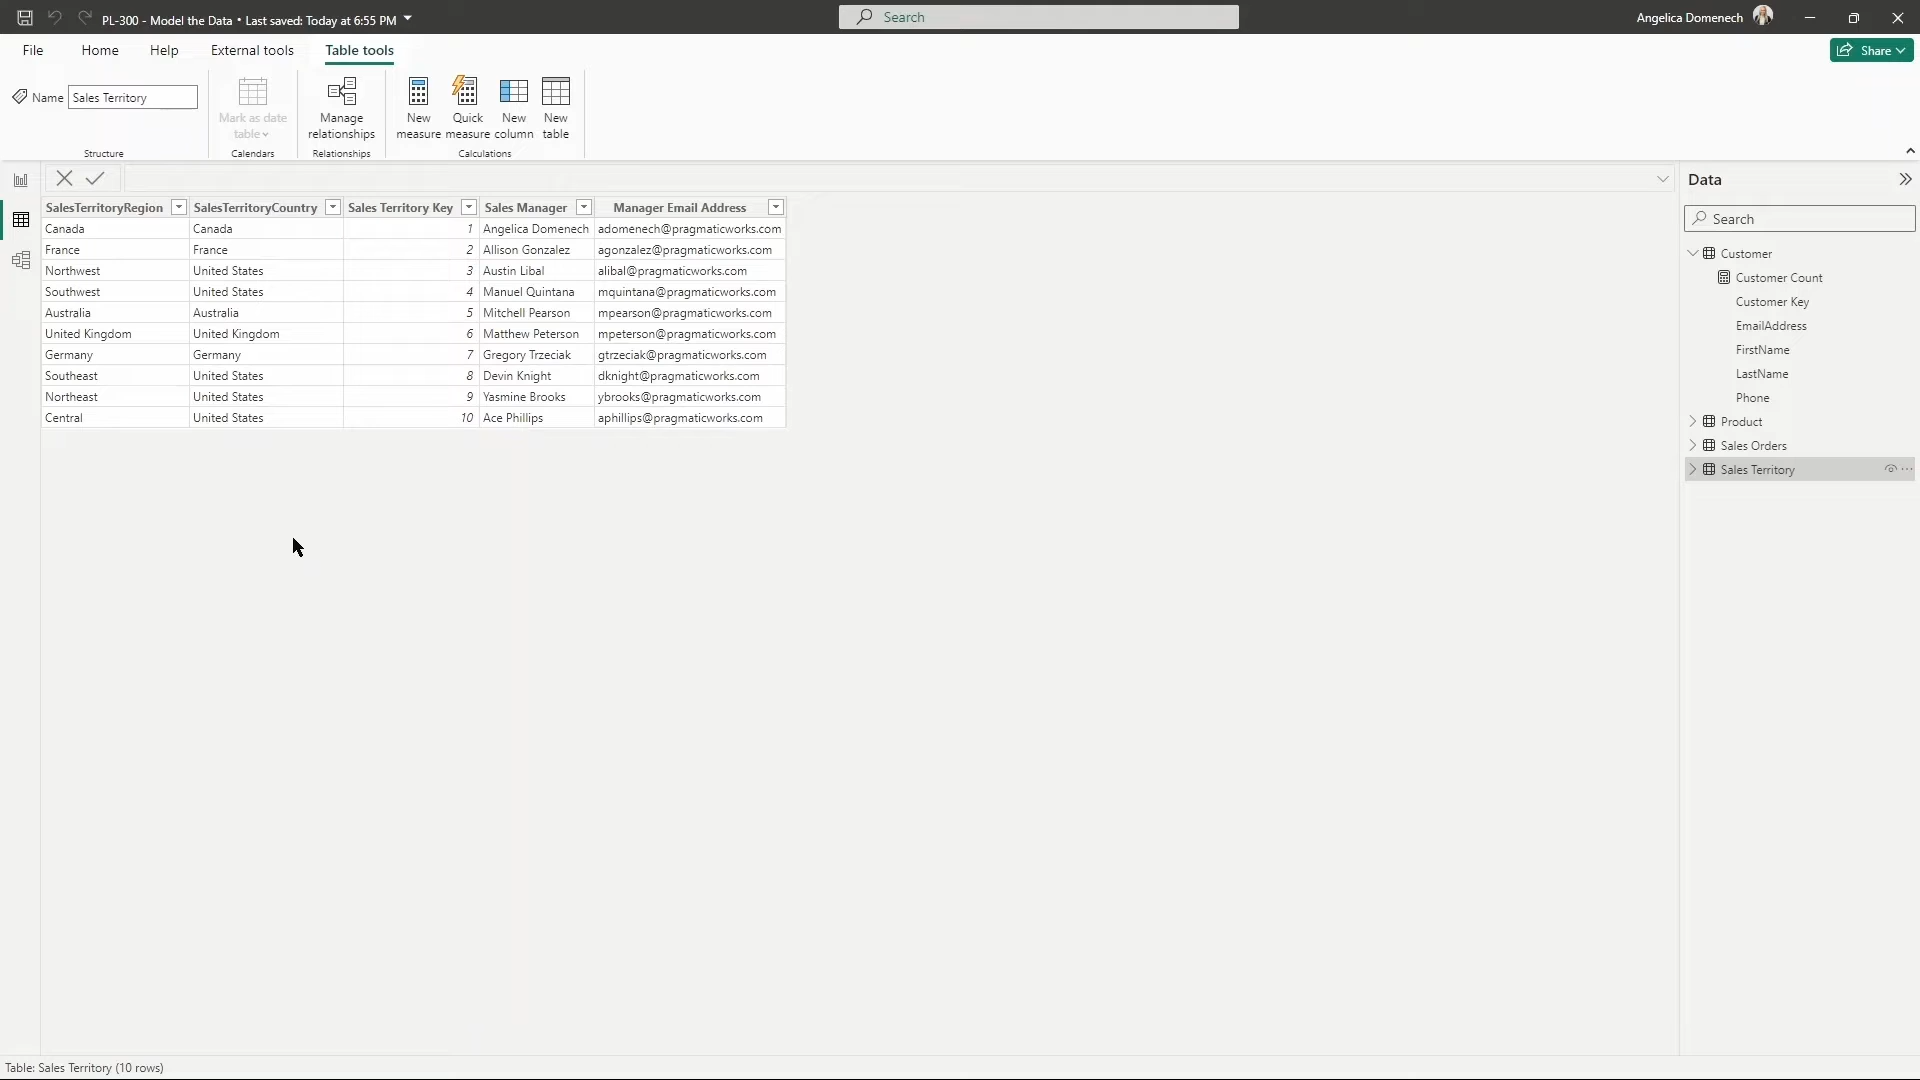 PL-300 - Model the Data • Last saved: Today at 6:55 PM
Search
Angelica Domenech
File Home Help External tools Table tools
Share
Name Sales Territory
Mark as date table
Manage relationships
New measure
Quick measure
New column
New table
Structure Calendars Relationships Calculations
SalesTerritoryRegion SalesTerritoryCountry Sales Territory Key Sales Manager Manager Email Address
Canada Canada 1 Angelica Domenech adomenech@pragmaticworks.com
France France 2 Allison Gonzalez agonzalez@pragmaticworks.com
Northwest United States 3 Austin Libal alibal@pragmaticworks.com
Southwest United States 4 Manuel Quintana mquintana@pragmaticworks.com
Australia Australia 5 Mitchell Pearson mpearson@pragmaticworks.com
United Kingdom United Kingdom 6 Matthew Peterson mpeterson@pragmaticworks.com
Germany Germany 7 Gregory Trzeciak gtrzeciak@pragmaticworks.com
Southeast United States 8 Devin Knight dknight@pragmaticworks.com
Northeast United States 9 Yasmine Brooks ybrooks@pragmaticworks.com
Central United States 10 Ace Phillips aphillips@pragmaticworks.com
Data
Search
Customer
Customer Count
Customer Key
EmailAddress
FirstName
LastName
Phone
Product
Sales Orders
Sales Territory
Table: Sales Territory (10 rows)